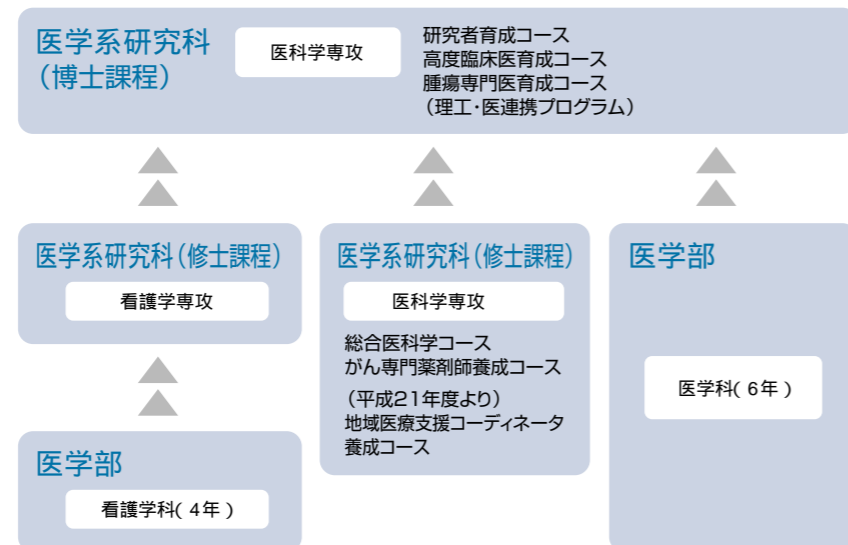 医学系研究科
（博士課程）
医科学専攻
研究者育成コース
高度臨床医育成コース
腫瘍専門医育成コース
（理工・医連携プログラム）
医学系研究科（修士課程）
看護学専攻
医学部
看護学科( 4年 )
医学系研究科（修士課程）
医科学専攻
総合医科学コース
がん専門薬剤師養成コース
（平成21年度より）
地域医療支援コーディネータ
養成コース
医学部
医学科( 6年 )